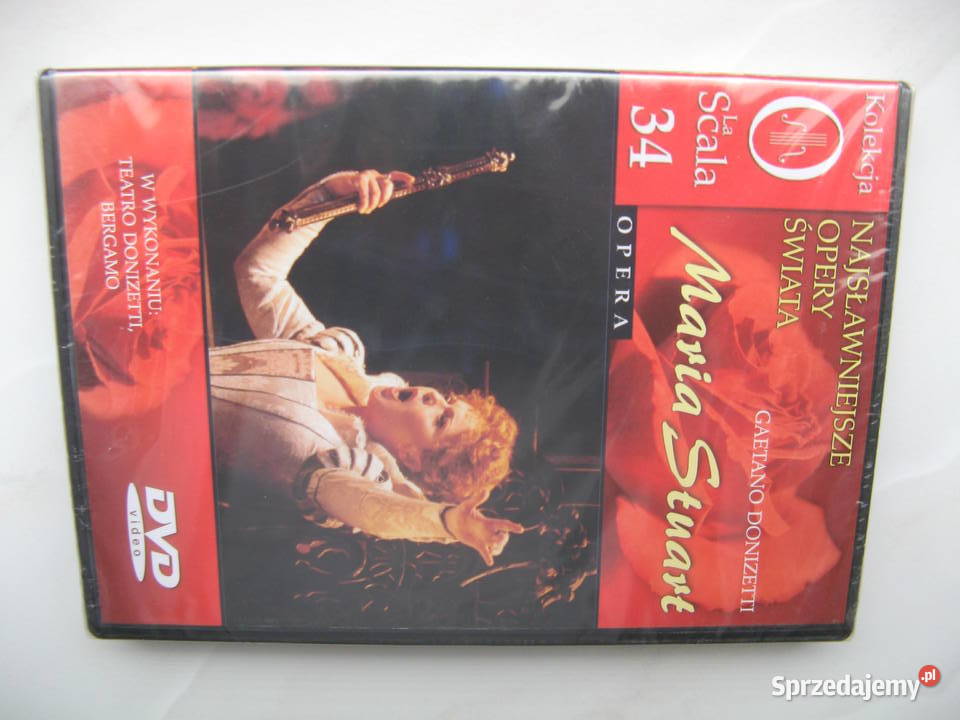 Kolekcja
La
Scala
34
NAJSŁAWNIEJSZE
OPERY
ŚWIATA
GAETANO DONIZETTI
Maria Stuart
OPERA
W WYKONANIU:
TEATRO DONIZETTI,
BERGAMO
DVD
video
Sprzedajemy.pl